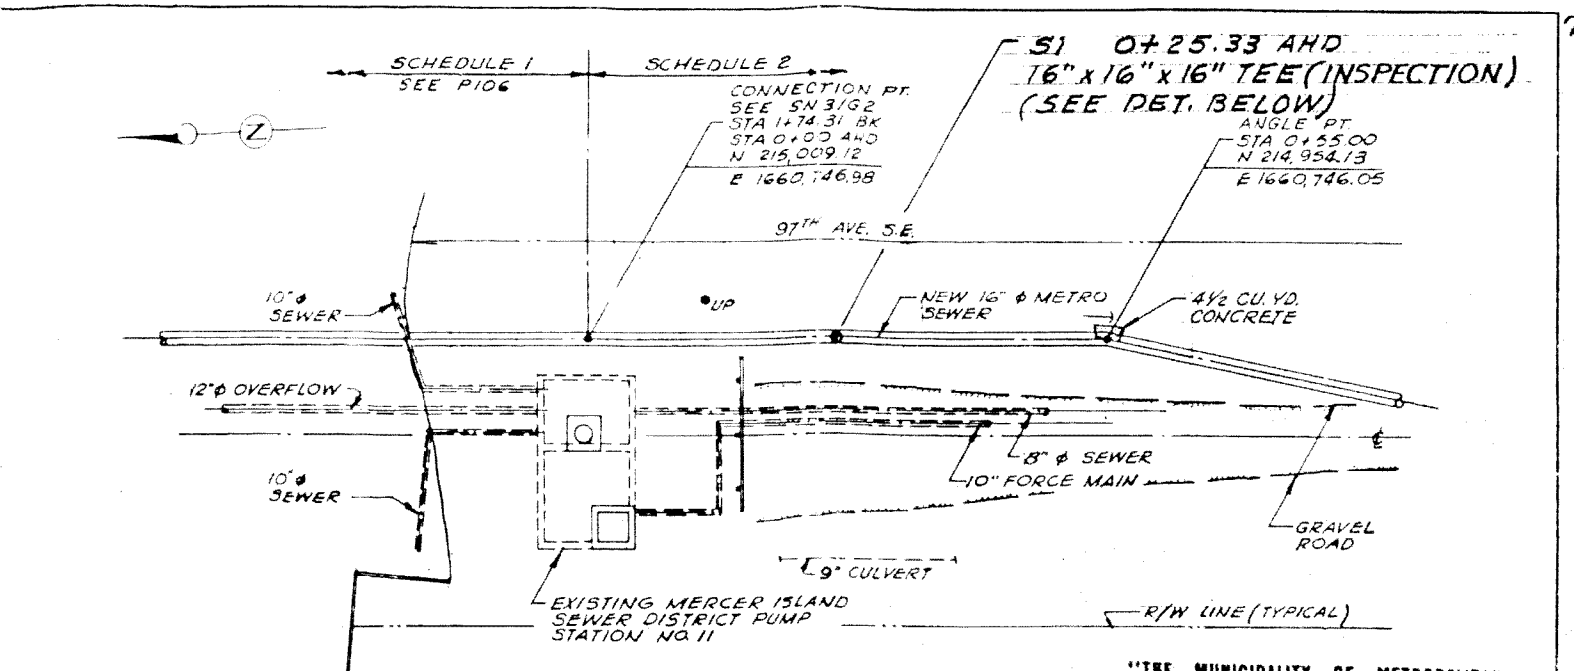 SCHEDULE 1
SEE P106
SCHEDULE 2
CONNECTION PT.
SEE SN 3/G2
STA 1+74.31 BK
STA 0+00 AHD
N 215,009.12
E 1660,746.98
S1 0+25.33 AHD
16" x 16" x 16" TEE (INSPECTION)
(SEE DET. BELOW)
ANGLE PT.
STA 0+55.00
N 214,954.13
E 1660,746.05
Z
97TH AVE. S.E.
10" ϕ
SEWER
UP
NEW 16" ϕ METRO
SEWER
4½ CU. YD.
CONCRETE
12" ϕ OVERFLOW
8" ϕ SEWER
10" FORCE MAIN
10" ϕ
SEWER
GRAVEL
ROAD
9" CULVERT
EXISTING MERCER ISLAND
SEWER DISTRICT PUMP
STATION NO. 11
R/W LINE (TYPICAL)
"THE MUNICIPALITY OF METROPOLITAN